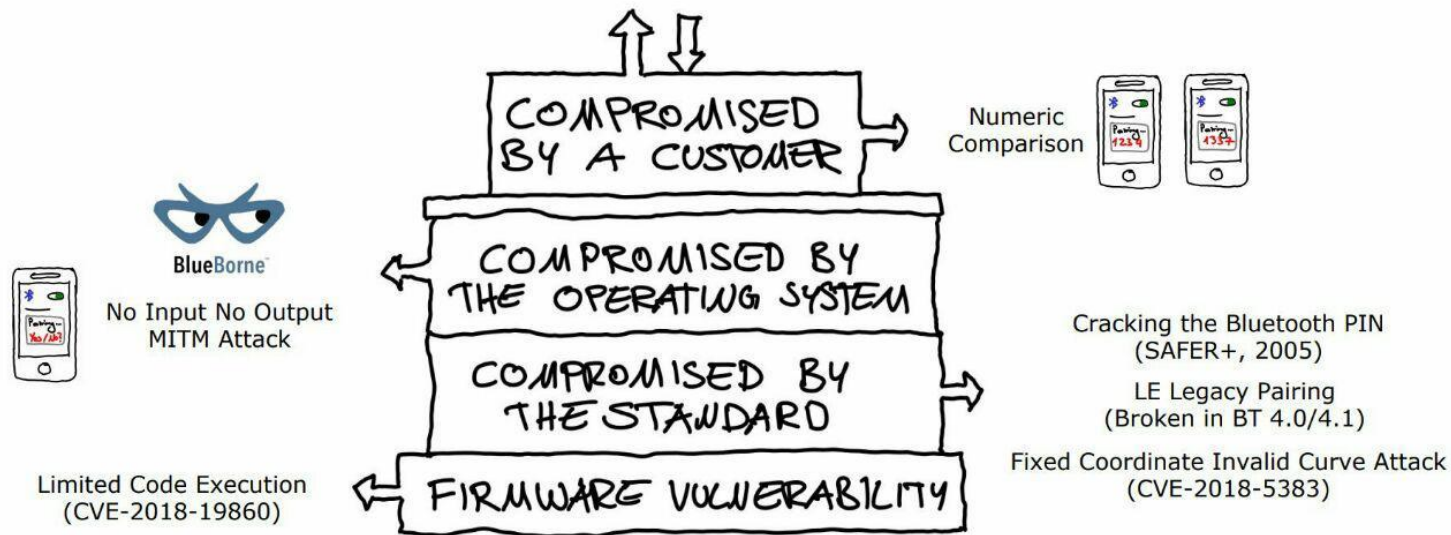 COMPROMISED
BY A CUSTOMER
Numeric
Comparison
Pairing...
1234
Pairing...
1337
BlueBorne
No Input No Output
MITM Attack
Pairing...
Yes/No?
COMPROMISED BY
THE OPERATING SYSTEM
COMPROMISED BY
THE STANDARD
Cracking the Bluetooth PIN
(SAFER+, 2005)
LE Legacy Pairing
(Broken in BT 4.0/4.1)
Fixed Coordinate Invalid Curve Attack
(CVE-2018-5383)
Limited Code Execution
(CVE-2018-19860)
FIRMWARE VULNERABILITY